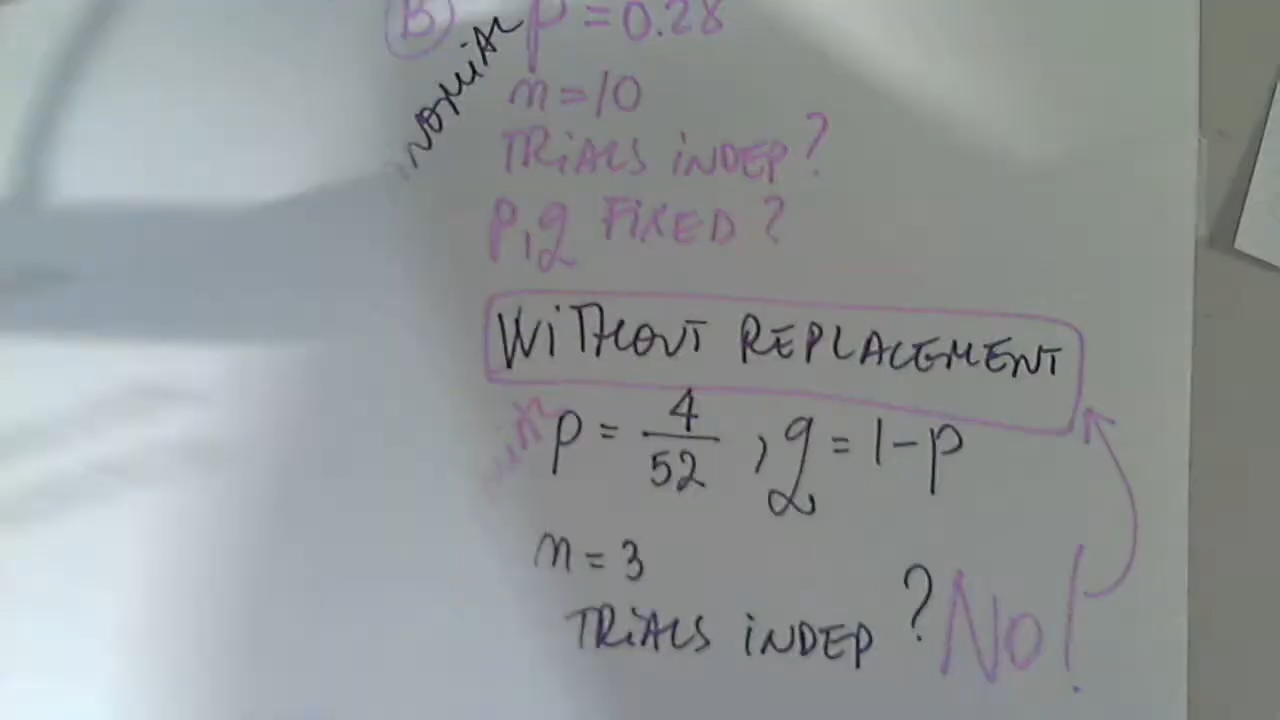 B p = 0.28
n = 10
TRIALS INDEP?
p, q FIXED?
WITHOUT REPLACEMENT
p = 4/52, q = 1-p
n = 3
TRIALS INDEP? NO!